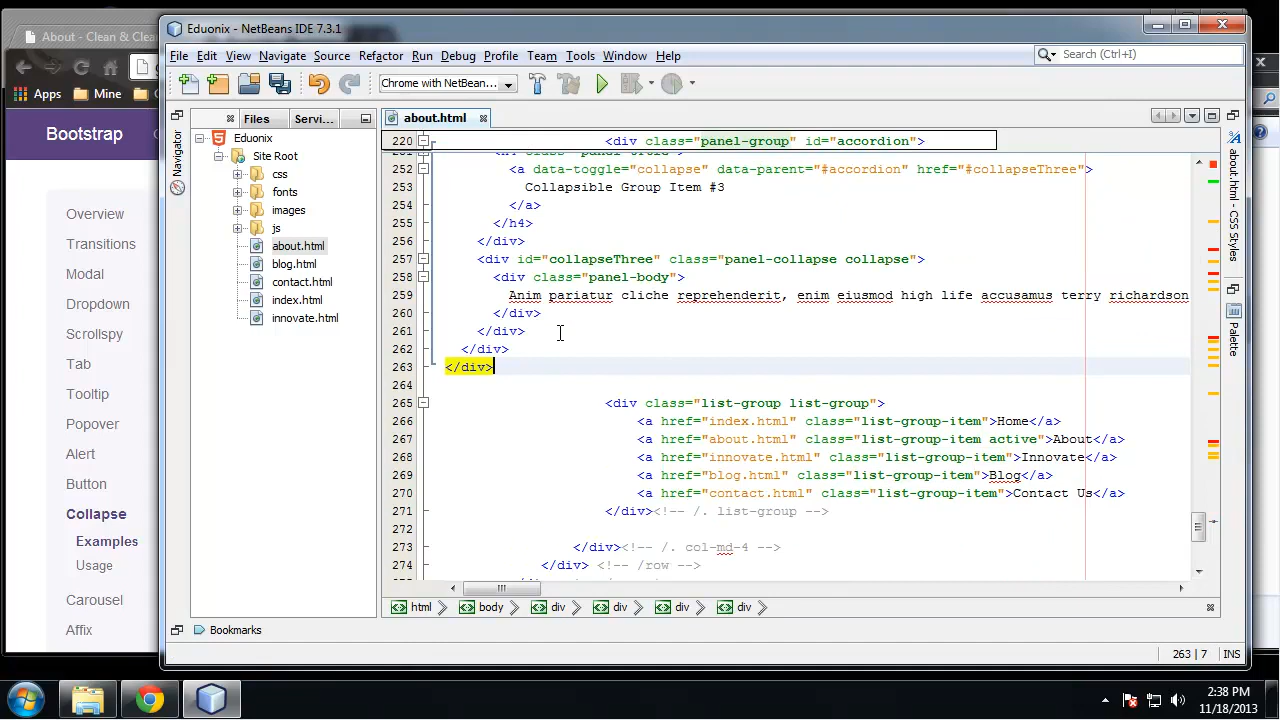 About - Clean & Clea
Eduonix - NetBeans IDE 7.3.1
File Edit View Navigate Source Refactor Run Debug Profile Team Tools Window Help
Search (Ctrl+I)
Apps Mine
Chrome with NetBean...
Files Servi...
about.html
Bootstrap
Navigator
Eduonix
Site Root
css
fonts
images
js
about.html
blog.html
contact.html
index.html
innovate.html
Overview
Transitions
Modal
Dropdown
Scrollspy
Tab
Tooltip
Popover
Alert
Button
Collapse
Examples
Usage
Carousel
Affix
220 <div class="panel-group" id="accordion">
252 <a data-toggle="collapse" data-parent="#accordion" href="#collapseThree">
253 Collapsible Group Item #3
254 </a>
255 </h4>
256 </div>
257 <div id="collapseThree" class="panel-collapse collapse">
258 <div class="panel-body">
259 Anim pariatur cliche reprehenderit, enim eiusmod high life accusamus terry richardson
260 </div>
261 </div>
262 </div>
263 </div>
264
265 <div class="list-group list-group">
266 <a href="index.html" class="list-group-item">Home</a>
267 <a href="about.html" class="list-group-item active">About</a>
268 <a href="innovate.html" class="list-group-item">Innovate</a>
269 <a href="blog.html" class="list-group-item">Blog</a>
270 <a href="contact.html" class="list-group-item">Contact Us</a>
271 </div><!-- /. list-group -->
272
273 </div><!-- /. col-md-4 -->
274 </div> <!-- /row -->
about.html - CSS Styles
Palette
html body div div div div
Bookmarks
263 | 7 INS
2:38 PM
11/18/2013